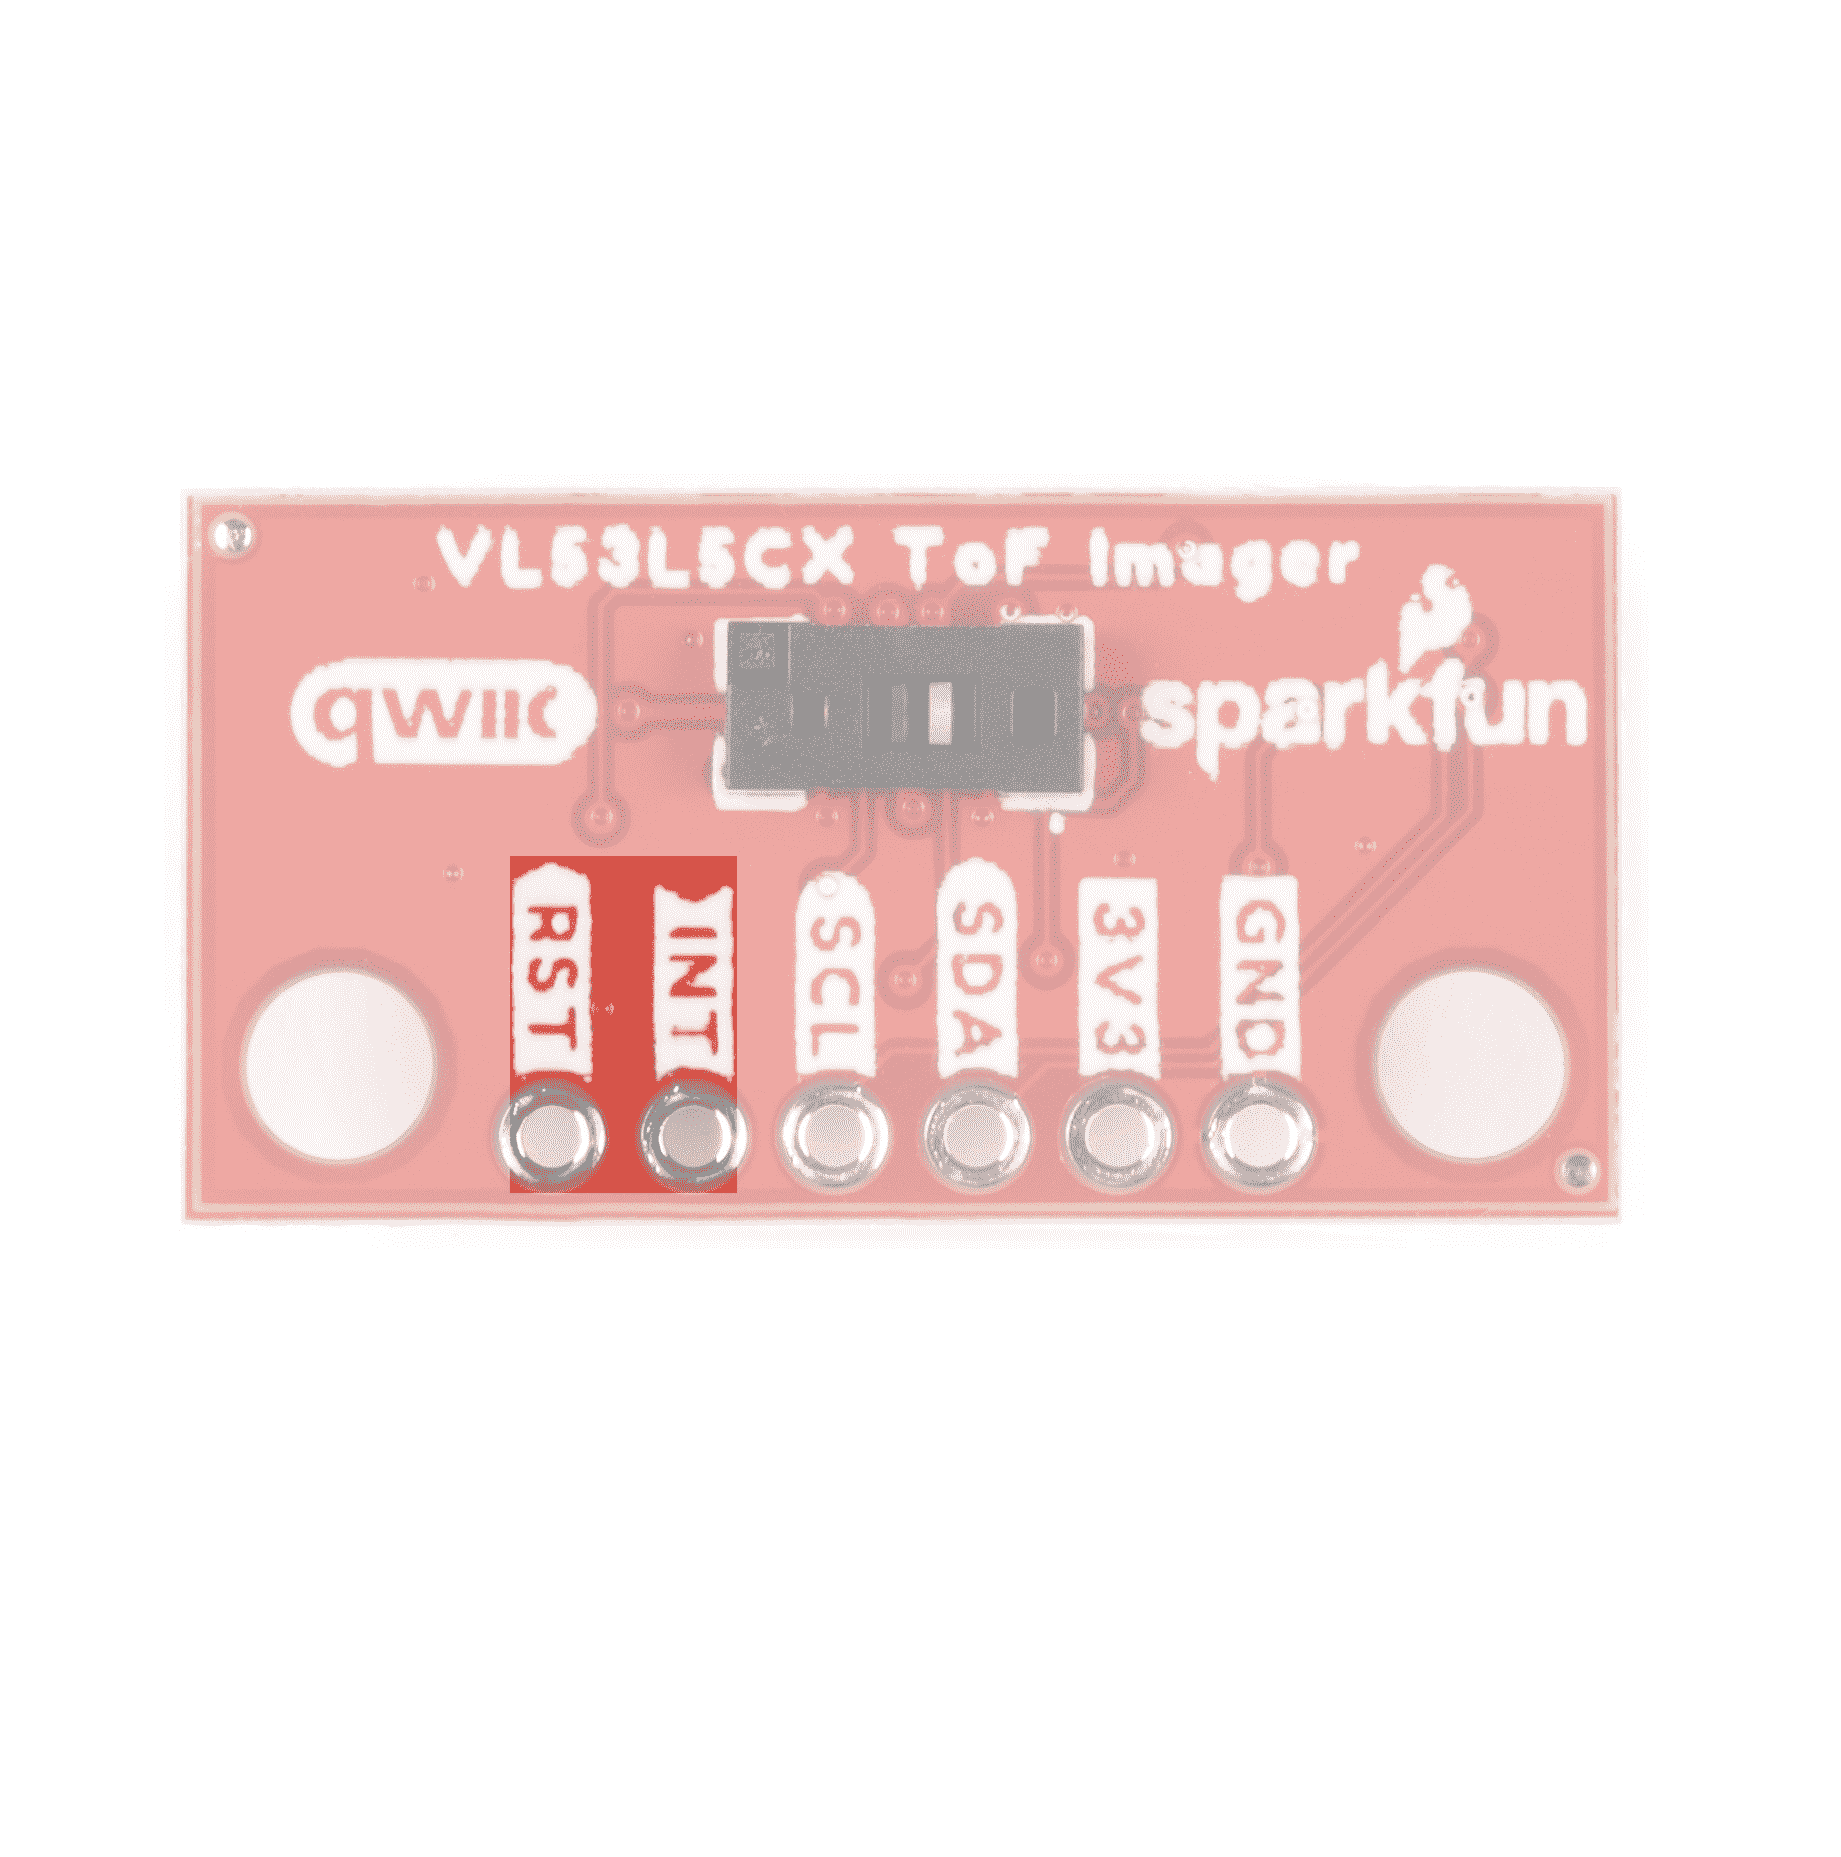 VL53L5CX ToF Imager
qwiic
sparkfun
RST
INT
SCL
SDA
3V3
GND